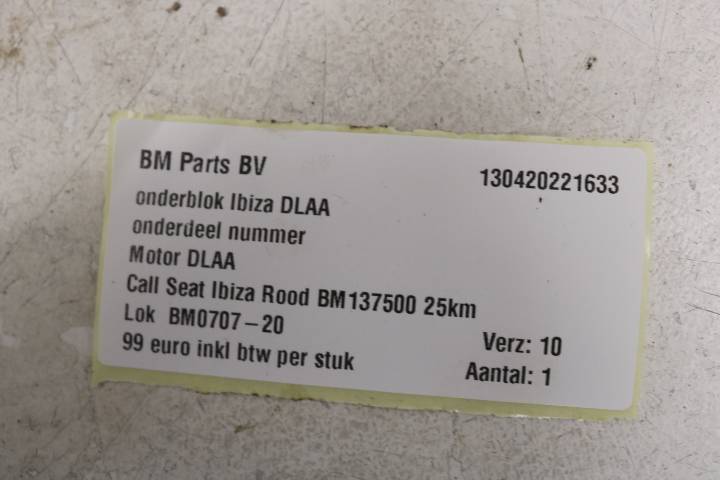 BM Parts BV 130420221633
onderblok Ibiza DLAA
onderdeel nummer
Motor DLAA
Call Seat Ibiza Rood BM137500 25km
Lok BM0707-20 Verz: 10
99 euro inkl btw per stuk Aantal: 1